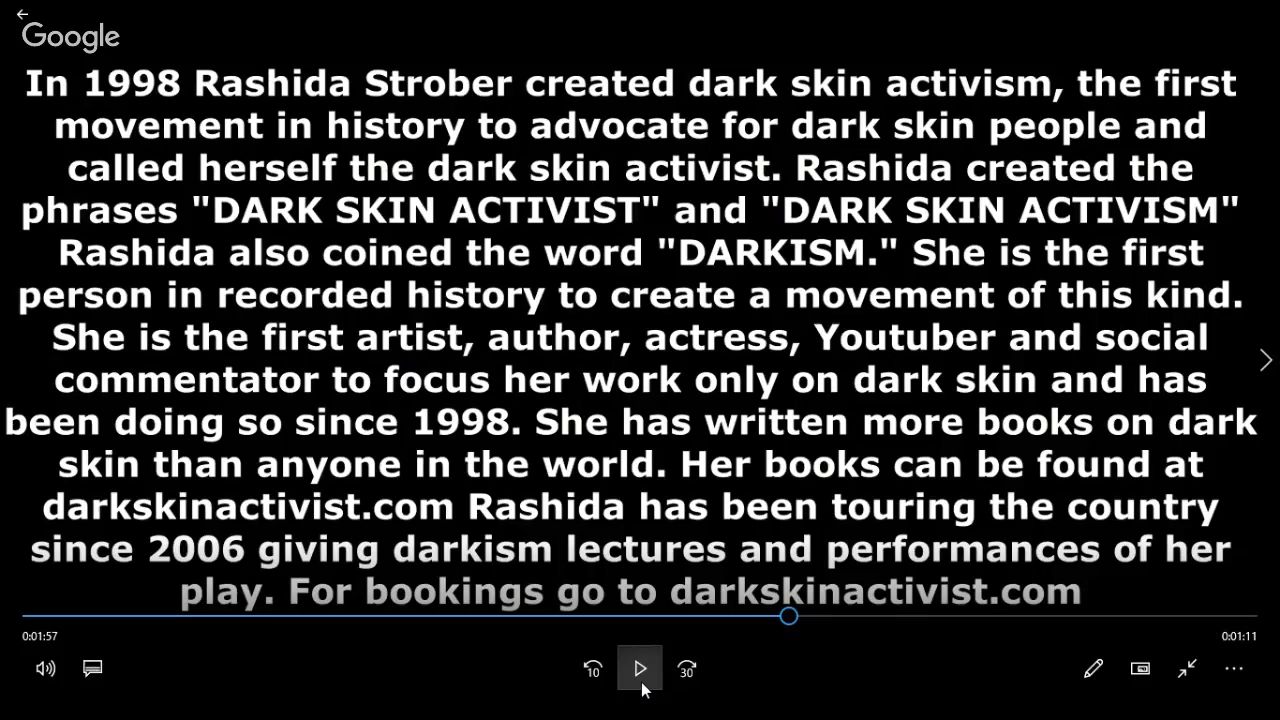 Google
In 1998 Rashida Strober created dark skin activism, the first
movement in history to advocate for dark skin people and
called herself the dark skin activist. Rashida created the
phrases "DARK SKIN ACTIVIST" and "DARK SKIN ACTIVISM"
Rashida also coined the word "DARKISM." She is the first
person in recorded history to create a movement of this kind.
She is the first artist, author, actress, Youtuber and social
commentator to focus her work only on dark skin and has
been doing so since 1998. She has written more books on dark
skin than anyone in the world. Her books can be found at
darkskinactivist.com Rashida has been touring the country
since 2006 giving darkism lectures and performances of her
play. For bookings go to darkskinactivist.com
0:01:57 0:01:11
10 30